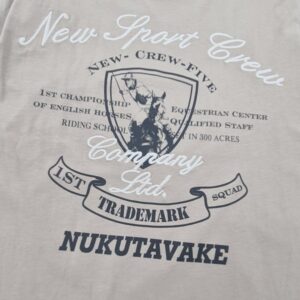 New Sport Crew
NEW- CREW-FIVE
1ST CHAMPIONSHIP
OF ENGLISH HORSES
RIDING SCHOOL
EQUESTRIAN CENTER
QUALIFIED STAFF
IN 300 ACRES
Company
Ltd.
1ST
TRADEMARK
SQUAD
NUKUTAVAKE